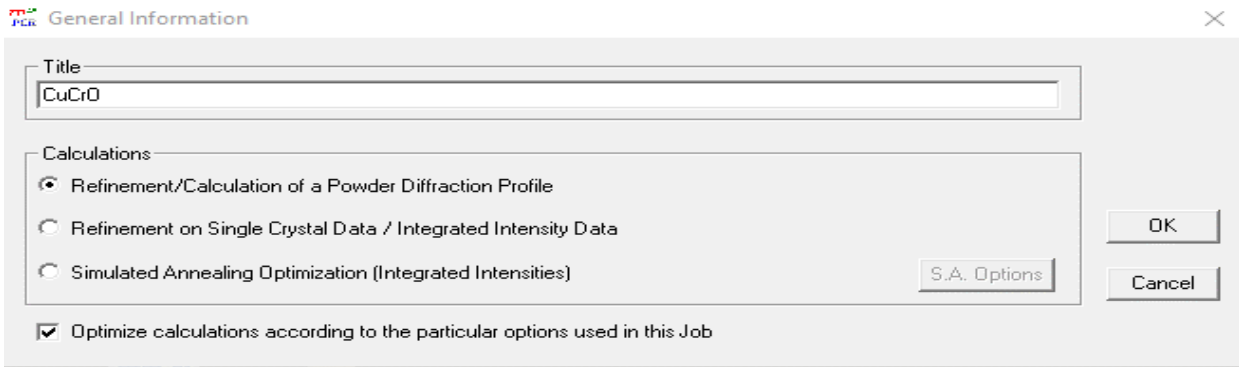 PCR General Information
Title
CuCrO
Calculations
Refinement/Calculation of a Powder Diffraction Profile
Refinement on Single Crystal Data / Integrated Intensity Data
OK
Simulated Annealing Optimization (Integrated Intensities)
S.A. Options
Cancel
Optimize calculations according to the particular options used in this Job